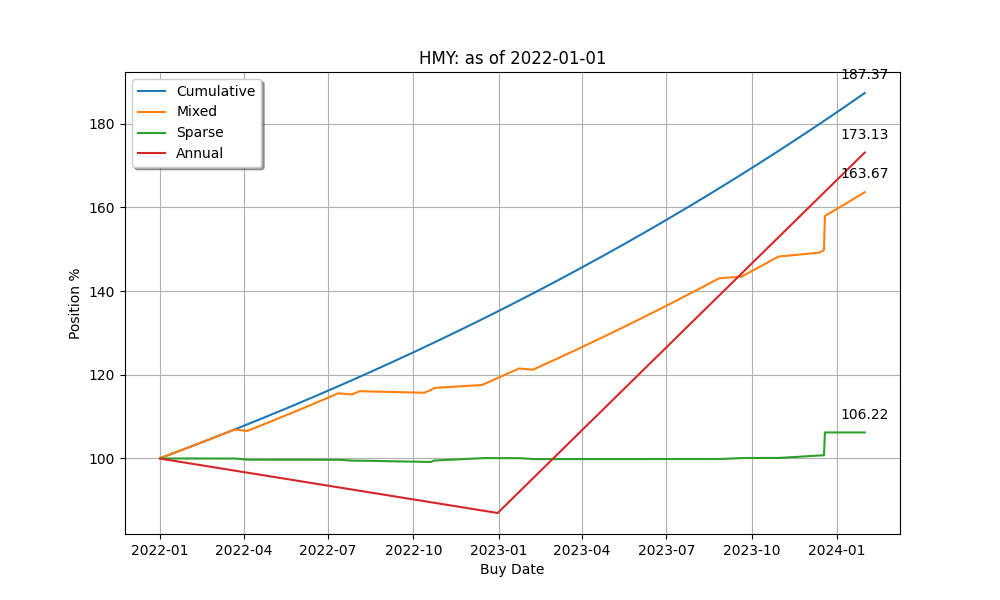 HMY: as of 2022-01-01
187.37
Cumulative
Mixed
Sparse
Annual
173.13
163.67
106.22
180
160
140
120
100
Position %
2022-01 2022-04 2022-07 2022-10 2023-01 2023-04 2023-07 2023-10 2024-01
Buy Date